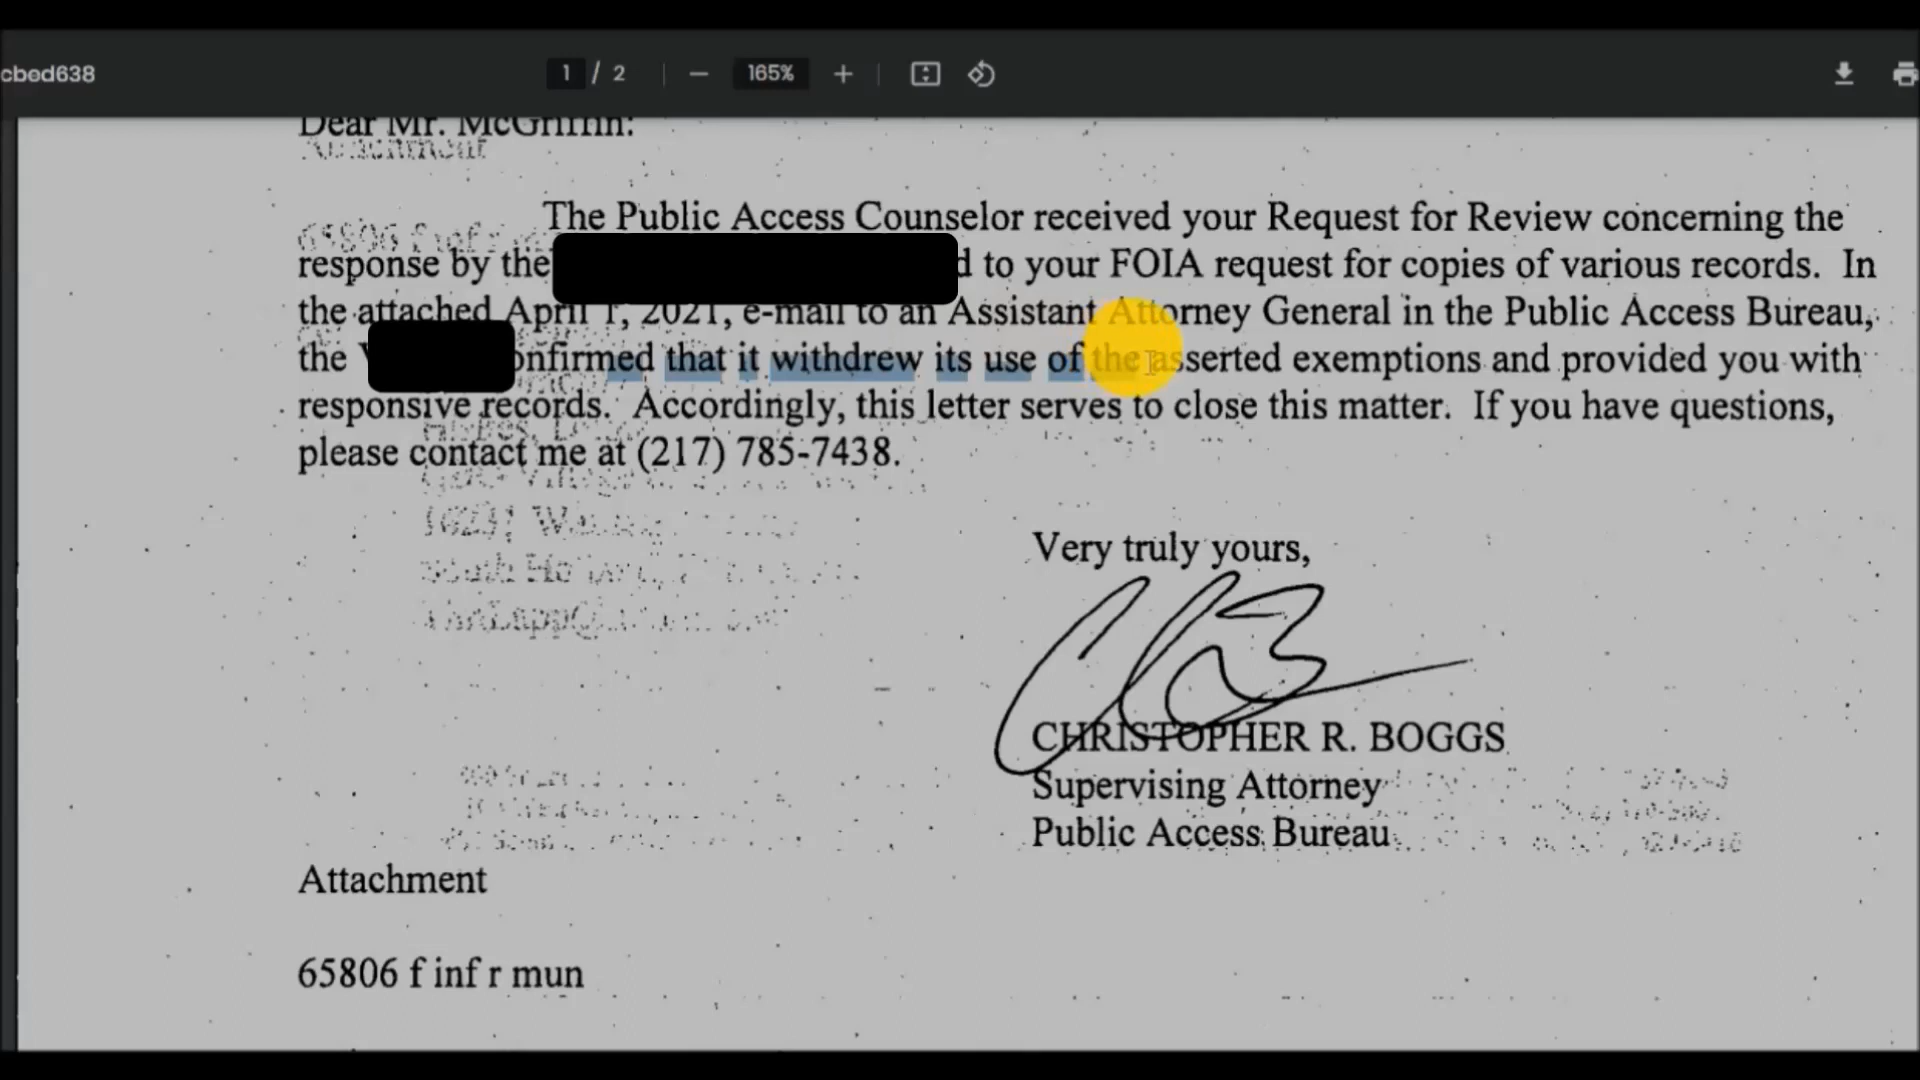 cbed638
1 / 2
165%
Dear Mr. McGriffin:
Attachment
The Public Access Counselor received your Request for Review concerning the
65806 f inf r
response by the d to your FOIA request for copies of various records. In
the attached April 1, 2021, e-mail to an Assistant Attorney General in the Public Access Bureau,
the onfirmed that it withdrew its use of the asserted exemptions and provided you with
responsive records. Accordingly, this letter serves to close this matter. If you have questions,
please contact me at (217) 785-7438.
Very truly yours,
CHRISTOPHER R. BOGGS
Supervising Attorney
Public Access Bureau
Attachment
65806 f inf r mun